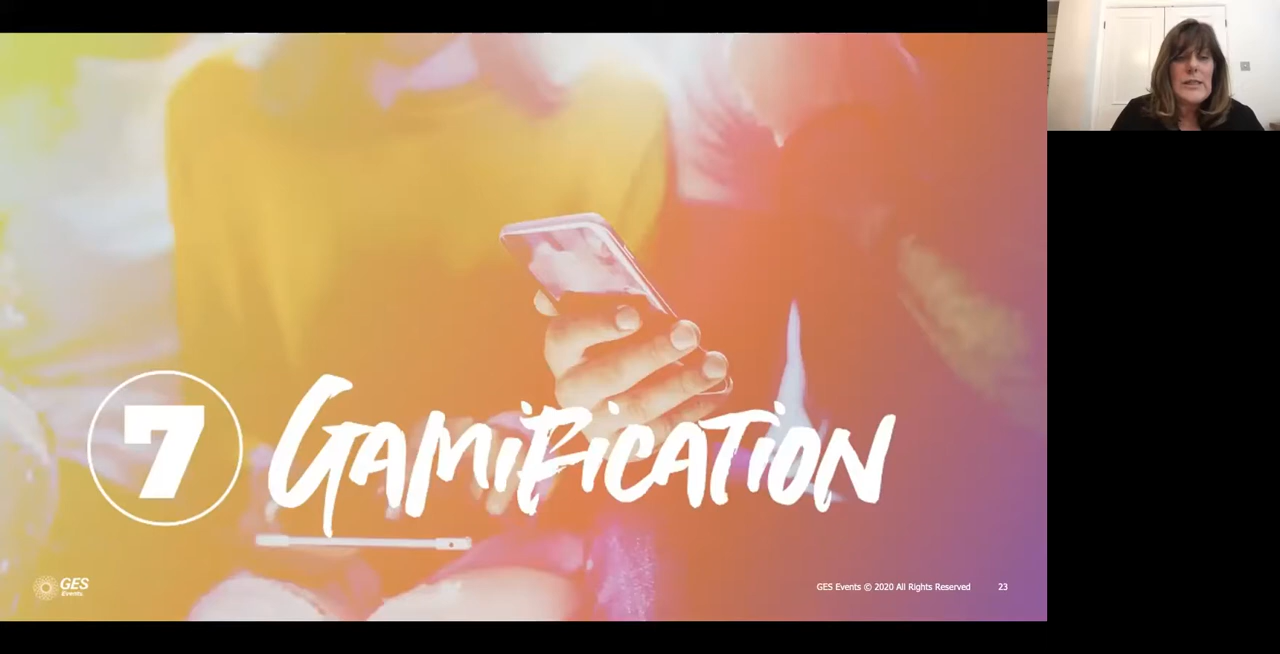 7 GAMIFICATION
GES
Events
GES Events © 2020 All Rights Reserved 23